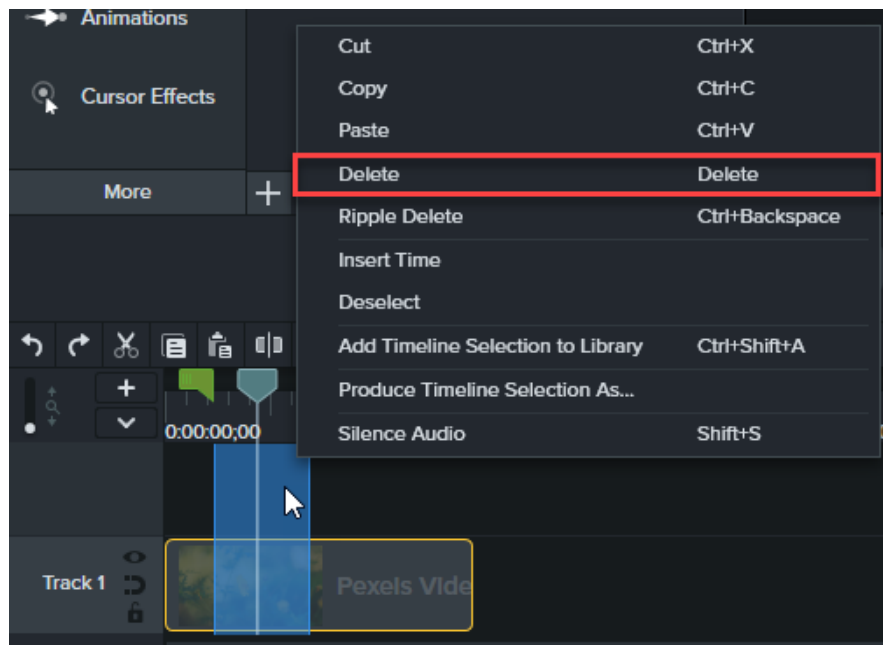 Animations
Cursor Effects
More
Cut Ctrl+X
Copy Ctrl+C
Paste Ctrl+V
Delete Delete
Ripple Delete Ctrl+Backspace
Insert Time
Deselect
Add Timeline Selection to Library Ctrl+Shift+A
Produce Timeline Selection As...
Silence Audio Shift+S
0:00:00;00
Track 1
Pexels Vide